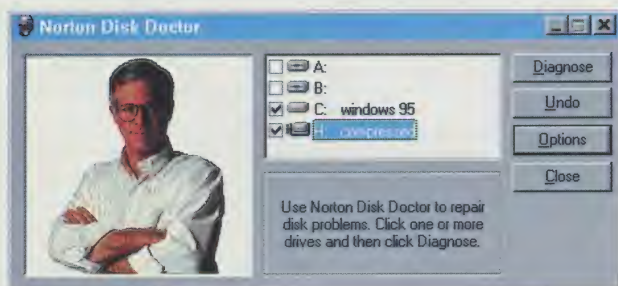 Norton Disk Doctor
A:
B:
C: windows 95
H: compressed
Diagnose
Undo
Options
Close
Use Norton Disk Doctor to repair
disk problems. Click one or more
drives and then click Diagnose.